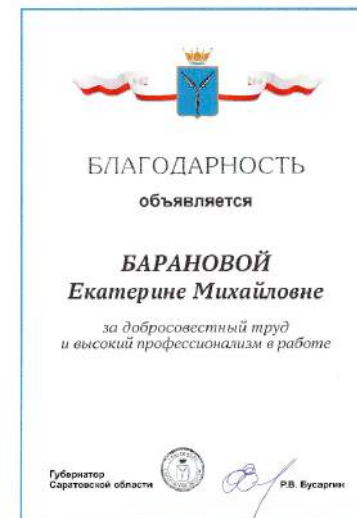 БЛАГОДАРНОСТЬ
объявляется
БАРАНОВОЙ
Екатерине Михайловне
за добросовестный труд
и высокий профессионализм в работе
Губернатор
Саратовской области
Р.В. Бусаргин